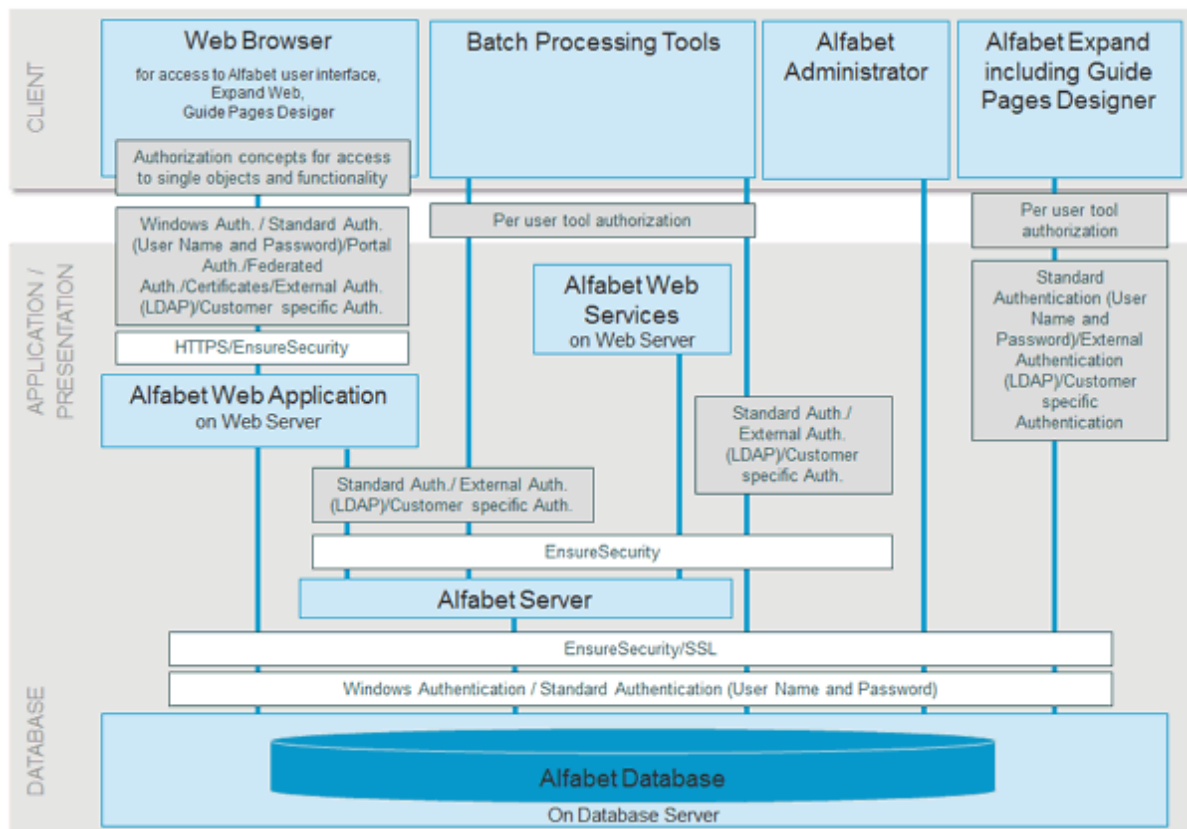 CLIENT
Web Browser
for access to Alfabet user interface,
Expand Web,
Guide Pages Desiger
Batch Processing Tools
Alfabet
Administrator
Alfabet Expand
including Guide
Pages Designer
Authorization concepts for access
to single objects and functionality
Windows Auth. / Standard Auth.
(User Name and Password)/Portal
Auth./Federated
Auth./Certificates/External Auth.
(LDAP)/Customer specific Auth.
Per user tool authorization
Per user tool
authorization
APPLICATION /
PRESENTATION
HTTPS/EnsureSecurity
Alfabet Web
Services
on Web Server
Standard
Authentication (User
Name and
Password)/External
Authentication
(LDAP)/Customer
specific
Authentication
Alfabet Web Application
on Web Server
Standard Auth./
External Auth.
(LDAP)/Customer
specific Auth.
Standard Auth./ External Auth.
(LDAP)/Customer specific Auth.
EnsureSecurity
Alfabet Server
EnsureSecurity/SSL
Windows Authentication / Standard Authentication (User Name and Password)
DATABASE
Alfabet Database
On Database Server